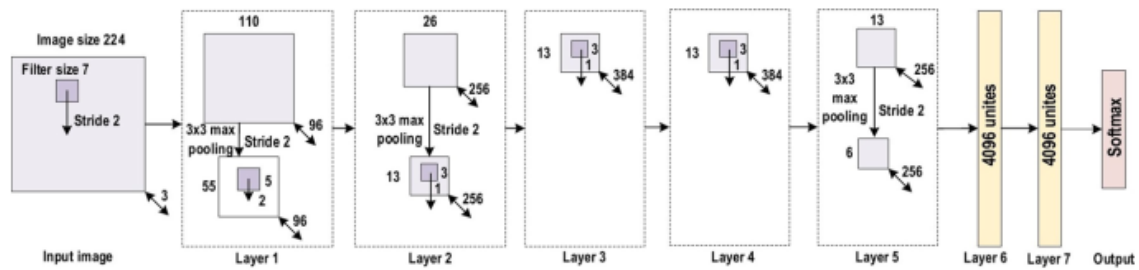 Image size 224
Filter size 7
Stride 2
3
Input image
110
96
3x3 max
pooling
Stride 2
55
5
2
96
Layer 1
26
256
3x3 max
pooling
Stride 2
13
3
1
256
Layer 2
13
3
1
384
Layer 3
13
3
1
384
Layer 4
13
256
3x3
max
pooling
Stride 2
6
256
Layer 5
4096 unites
Layer 6
4096 unites
Layer 7
Softmax
Output